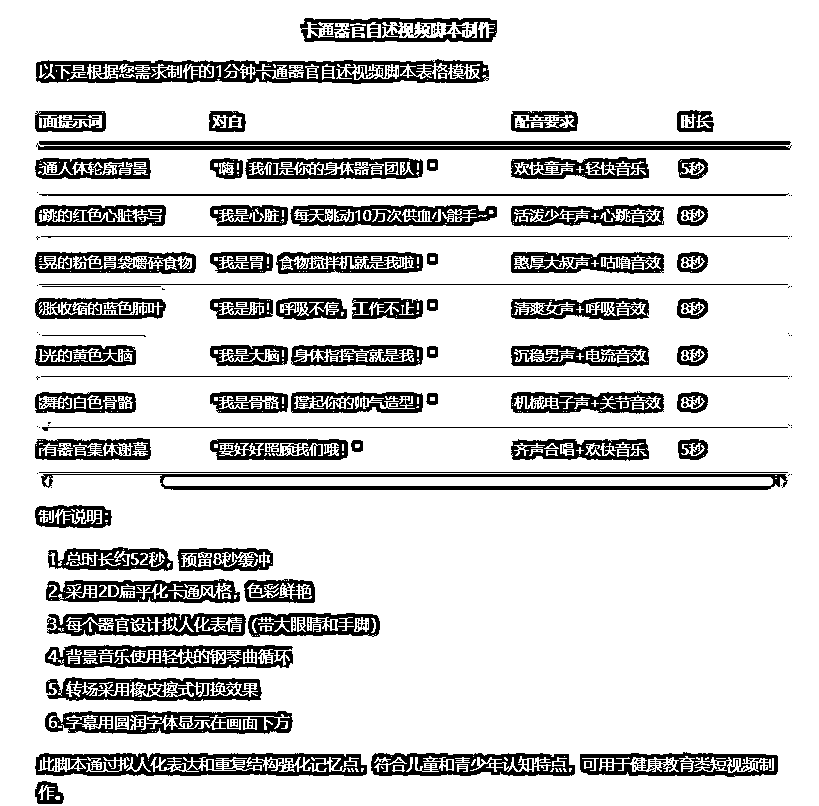 卡通器官自述视频脚本制作
以下是根据您需求制作的1分钟卡通器官自述视频脚本表格模板：
面提示词 对白 配音要求 时长
通人体轮廓背景 "嗨！我们是你的身体器官团队！" 欢快童声+轻快音乐 5秒
跳的红色心脏特写 "我是心脏！每天跳动10万次供血小能手~" 活泼少年声+心跳音效 8秒
晃的粉色胃袋嚼碎食物 "我是胃！食物搅拌机就是我啦！" 憨厚大叔声+咕噜音效 8秒
张收缩的蓝色肺叶 "我是肺！呼吸不停，工作不止！" 清爽女声+呼吸音效 8秒
光的黄色大脑 "我是大脑！身体指挥官就是我！" 沉稳男声+电流音效 8秒
舞的白色骨骼 "我是骨骼！撑起你的帅气造型！" 机械电子声+关节音效 8秒
有器官集体谢幕 "要好好照顾我们哦！" 齐声合唱+欢快音乐 5秒
制作说明：
1. 总时长约52秒，预留8秒缓冲
2. 采用2D扁平化卡通风格，色彩鲜艳
3. 每个器官设计拟人化表情（带大眼睛和手脚）
4. 背景音乐使用轻快的钢琴曲循环
5. 转场采用橡皮擦式切换效果
6. 字幕用圆润字体显示在画面下方
此脚本通过拟人化表达和重复结构强化记忆点，符合儿童和青少年认知特点，可用于健康教育类短视频制
作。